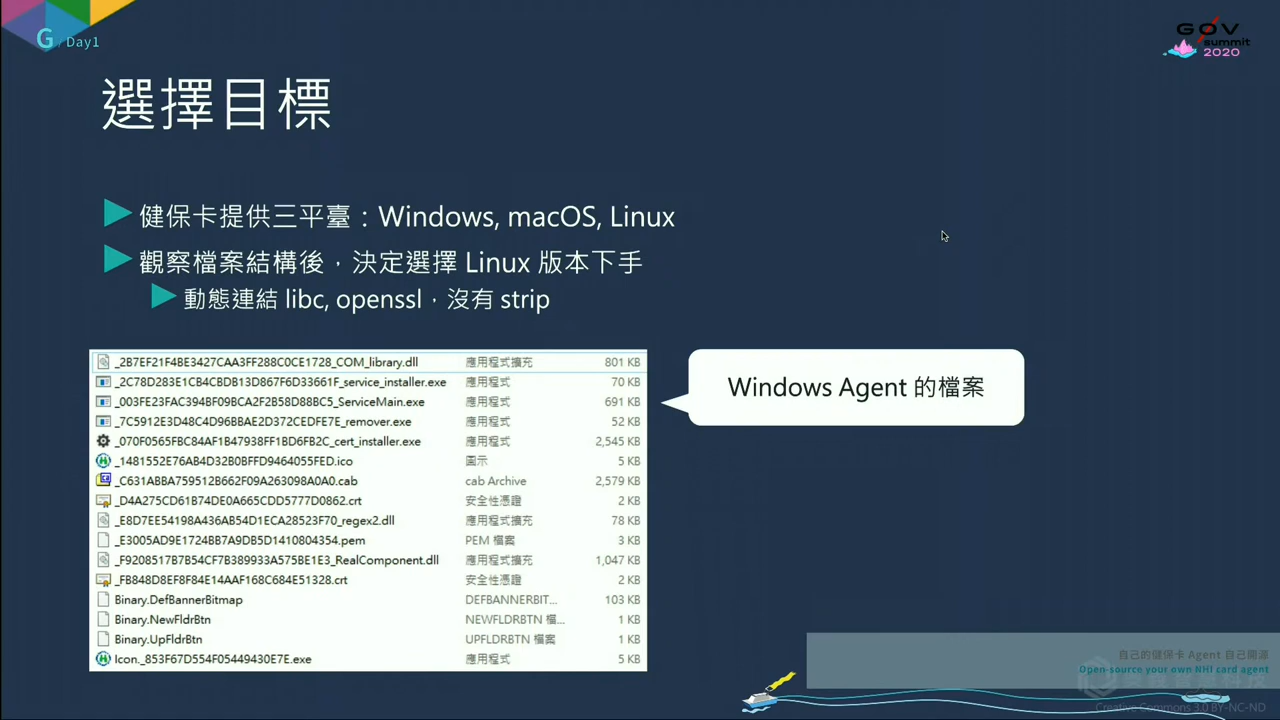 G / Day1
G0V
summit
2020
選擇目標
健保卡提供三平臺：Windows, macOS, Linux
觀察檔案結構後，決定選擇 Linux 版本下手
動態連結 libc, openssl，沒有 strip
_2B7EF21F4BE3427CAA3FF288C0CE1728_COM_library.dll 應用程式擴充 801 KB
_2C78D283E1CB4CBDB13D867F6D33661F_service_installer.exe 應用程式 70 KB
_003FE23FAC394BF09BCA2F2B58D88BC5_ServiceMain.exe 應用程式 691 KB
_7C5912E3D48C4D96BBAE2D372CEDFE7E_remover.exe 應用程式 52 KB
_070F0565FBC84AF1B47938FF1BD6FB2C_cert_installer.exe 應用程式 2,545 KB
_1481552E76AB4D32B0BFFD9464055FED.ico 圖示 5 KB
_C631ABBA759512B662F09A263098A0A0.cab cab Archive 2,579 KB
_D4A275CD61B74DE0A665CDD5777D0862.crt 安全性憑證 2 KB
_E8D7EE54198A436AB54D1ECA28523F70_regex2.dll 應用程式擴充 78 KB
_E3005AD9E1724BB7A9DB5D1410804354.pem PEM 檔案 3 KB
_F9208517B7B54CF7B389933A575BE1E3_RealComponent.dll 應用程式擴充 1,047 KB
_FB848D8EF8F84E14AAF168C684E51328.crt 安全性憑證 2 KB
Binary.DefBannerBitmap DEFBANNERBIT... 103 KB
Binary.NewFldrBtn NEWFLDRBTN 檔... 1 KB
Binary.UpFldrBtn UPFLDRBTN 檔案 1 KB
Icon._853F67D554F05449430E7E.exe 應用程式 5 KB
Windows Agent 的檔案
自己的健保卡 Agent 自己開源
Open-source your own NHI card agent
Creative Commons 3.0 BY-NC-ND